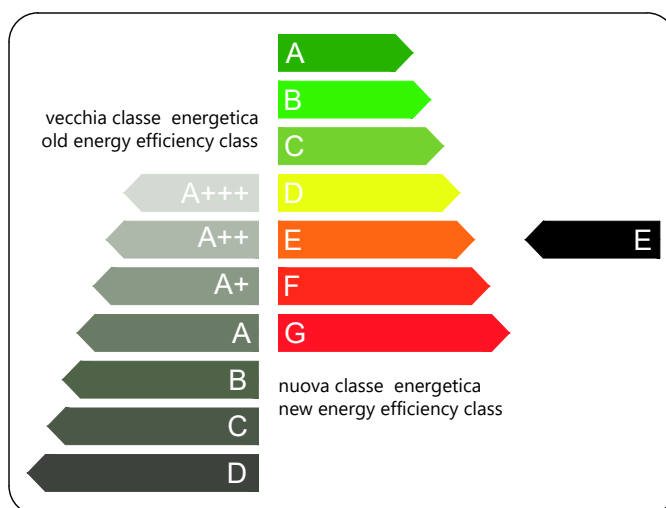 A
B
vecchia classe energetica
old energy efficiency class
C
A+++
D
A++
E
E
A+
F
A
G
B
nuova classe energetica
new energy efficiency class
C
D